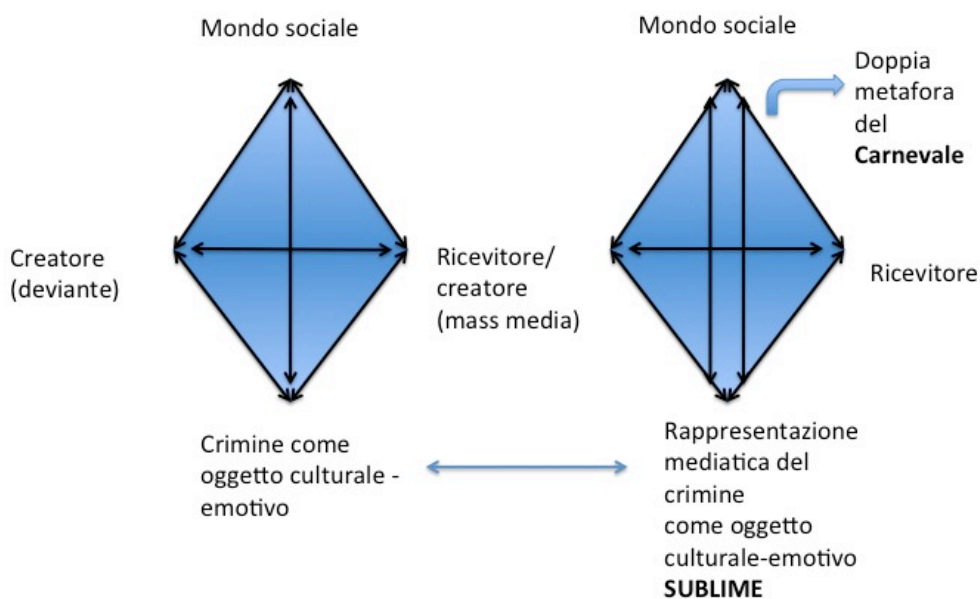 Mondo sociale
Mondo sociale
Doppia
metafora
del
Carnevale
Creatore
(deviante)
Ricevitore/
creatore
(mass media)
Ricevitore
Crimine come
oggetto culturale -
emotivo
Rappresentazione
mediatica del
crimine
come oggetto
culturale-emotivo
SUBLIME